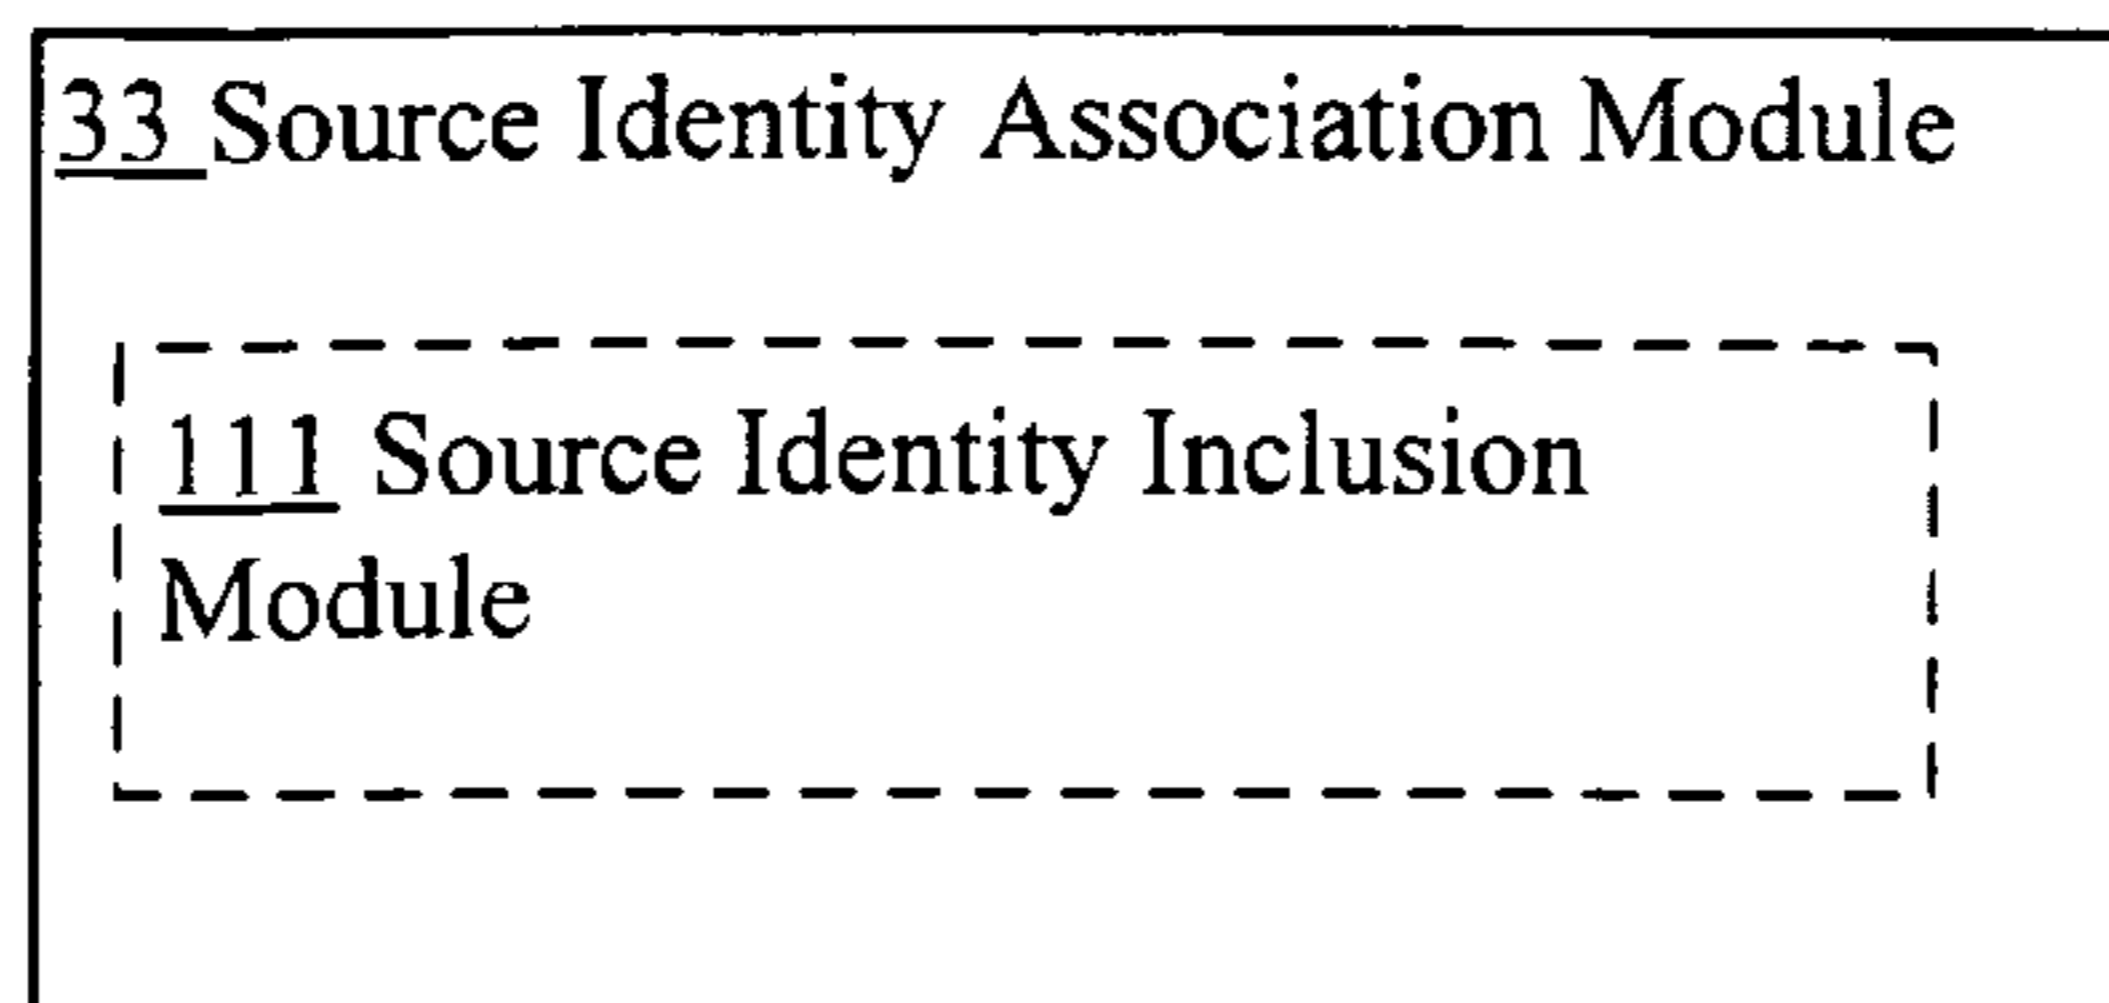 33 Source Identity Association Module
111 Source Identity Inclusion
Module